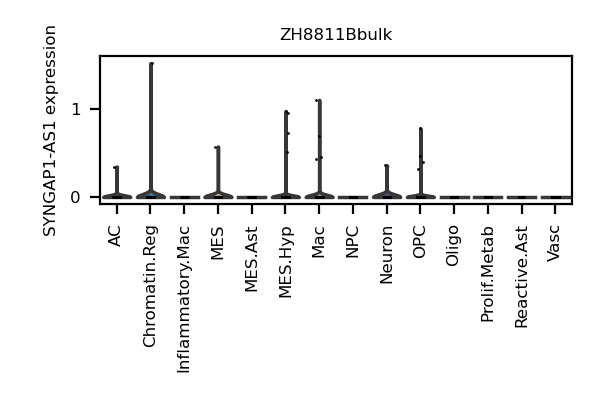 ZH8811Bbulk
SYNGAP1-AS1 expression
1
0
AC
Chromatin.Reg
Inflammatory.Mac
MES
MES.Ast
MES.Hyp
Mac
NPC
Neuron
OPC
Oligo
Prolif.Metab
Reactive.Ast
Vasc